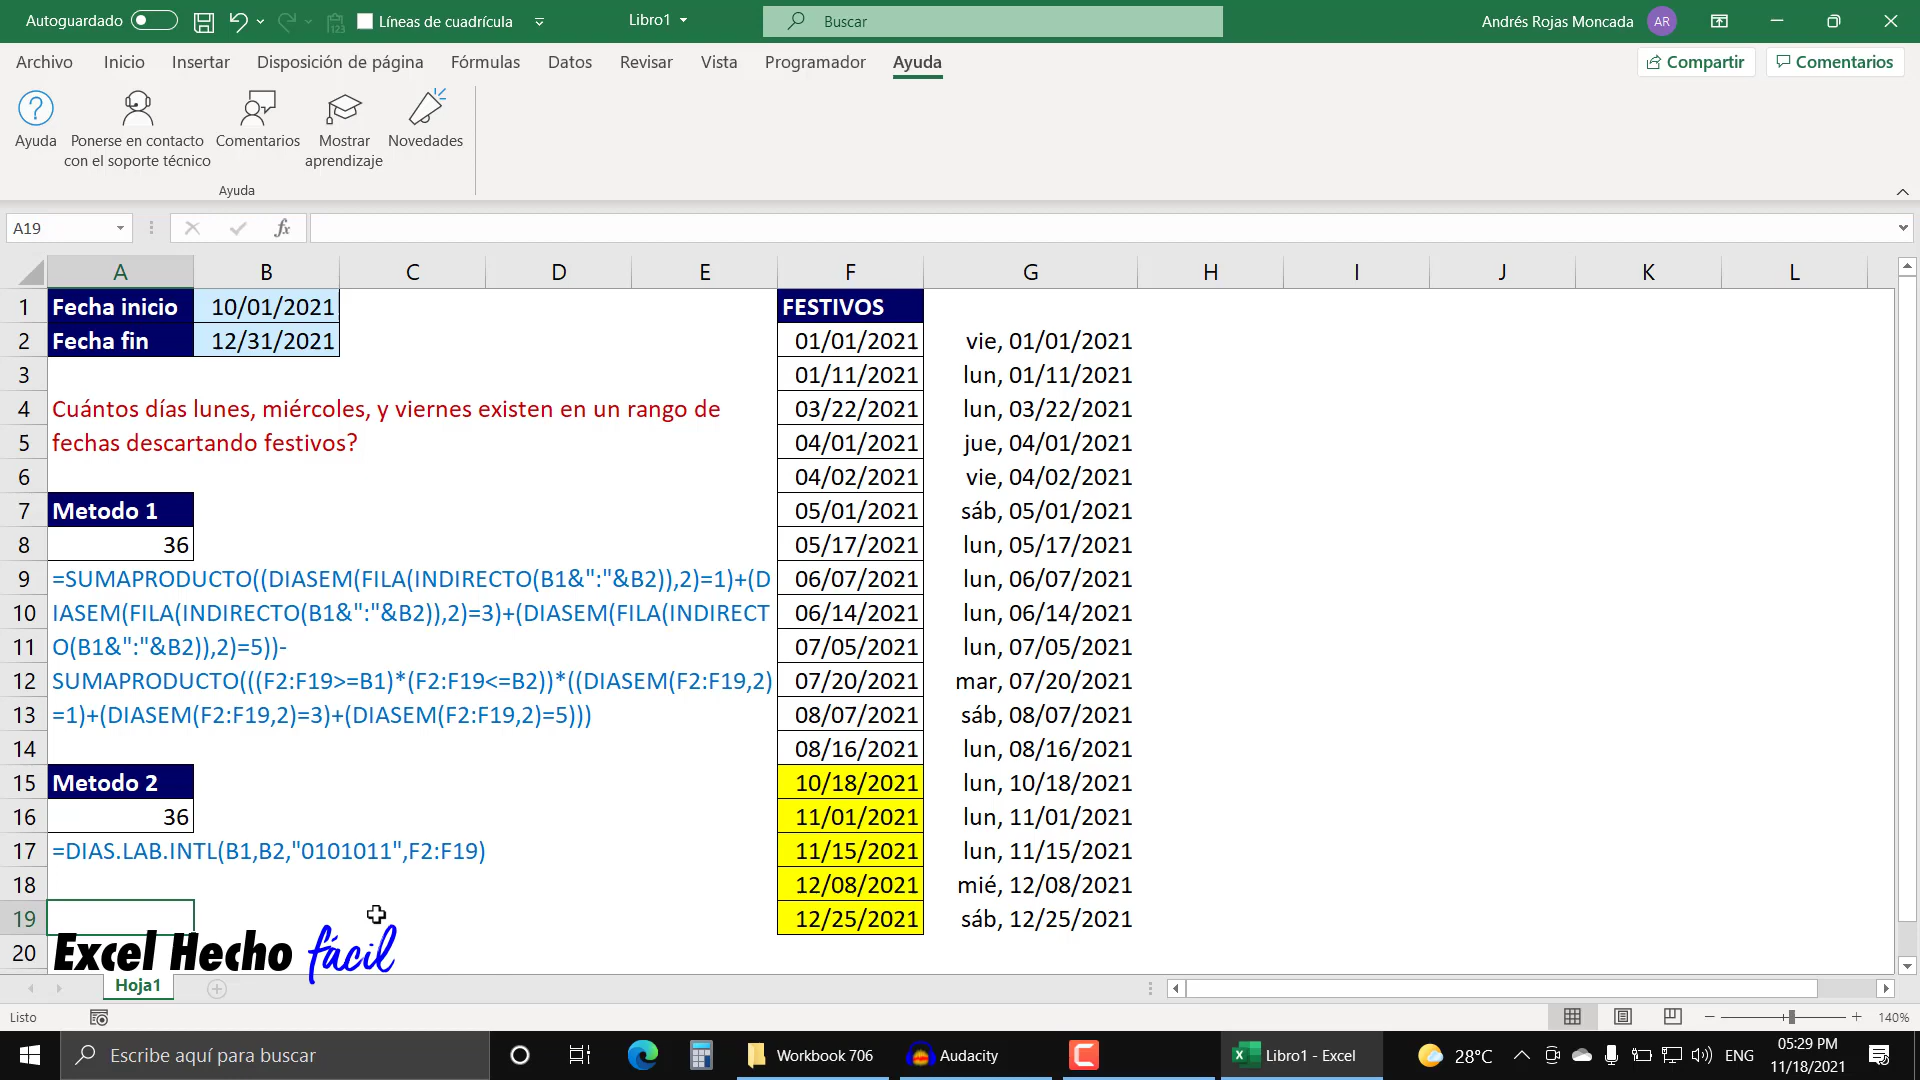 Autoguardado
Líneas de cuadrícula
Libro1
Buscar
Andrés Rojas Moncada
AR
Archivo
Inicio
Insertar
Disposición de página
Fórmulas
Datos
Revisar
Vista
Programador
Ayuda
Compartir
Comentarios
Ayuda
Ponerse en contacto
con el soporte técnico
Comentarios
Mostrar
aprendizaje
Novedades
Ayuda
A19
fx
A B C D E F G H I J K L
1 Fecha inicio 10/01/2021 FESTIVOS
2 Fecha fin 12/31/2021 01/01/2021 vie, 01/01/2021
3 01/11/2021 lun, 01/11/2021
4 Cuántos días lunes, miércoles, y viernes existen en un rango de 03/22/2021 lun, 03/22/2021
5 fechas descartando festivos? 04/01/2021 jue, 04/01/2021
6 04/02/2021 vie, 04/02/2021
7 Metodo 1 05/01/2021 sáb, 05/01/2021
8 36 05/17/2021 lun, 05/17/2021
9 =SUMAPRODUCTO((DIASEM(FILA(INDIRECTO(B1&":"&B2)),2)=1)+(D 06/07/2021 lun, 06/07/2021
10 IASEM(FILA(INDIRECTO(B1&":"&B2)),2)=3)+(DIASEM(FILA(INDIRECT 06/14/2021 lun, 06/14/2021
11 O(B1&":"&B2)),2)=5))- 07/05/2021 lun, 07/05/2021
12 SUMAPRODUCTO(((F2:F19>=B1)*(F2:F19<=B2))*((DIASEM(F2:F19,2) 07/20/2021 mar, 07/20/2021
13 =1)+(DIASEM(F2:F19,2)=3)+(DIASEM(F2:F19,2)=5))) 08/07/2021 sáb, 08/07/2021
14 08/16/2021 lun, 08/16/2021
15 Metodo 2 10/18/2021 lun, 10/18/2021
16 36 11/01/2021 lun, 11/01/2021
17 =DIAS.LAB.INTL(B1,B2,"0101011",F2:F19) 11/15/2021 lun, 11/15/2021
18 12/08/2021 mié, 12/08/2021
19 12/25/2021 sáb, 12/25/2021
20 Excel Hecho fácil
Hoja1
Listo
140%
Escribe aquí para buscar
Workbook 706
Audacity
Libro1 - Excel
28°C
ENG
05:29 PM
11/18/2021